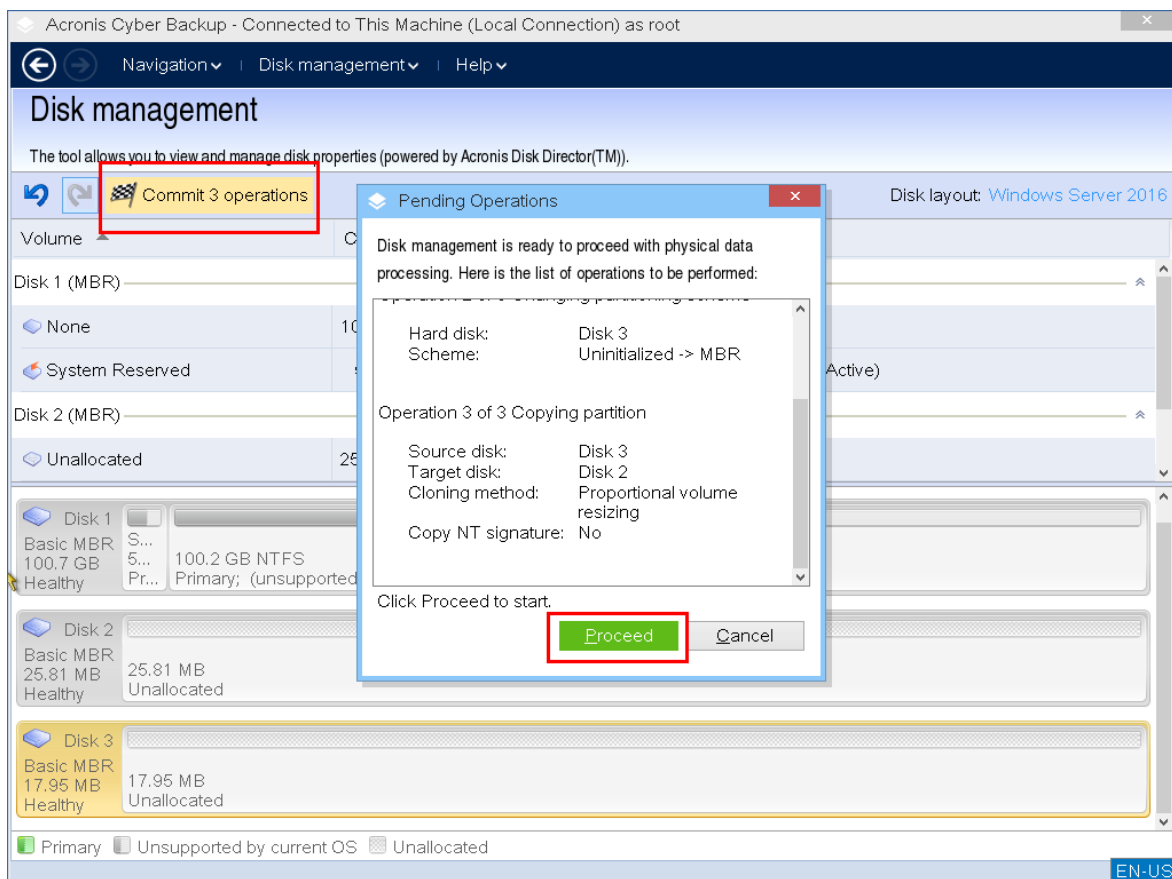 Acronis Cyber Backup - Connected to This Machine (Local Connection) as root
Navigation Disk management Help
Disk management
The tool allows you to view and manage disk properties (powered by Acronis Disk Director(TM)).
Commit 3 operations
Disk layout: Windows Server 2016
Volume C
Disk 1 (MBR)
None 10
System Reserved
Active)
Disk 2 (MBR)
Unallocated 25
Pending Operations
Disk management is ready to proceed with physical data
processing. Here is the list of operations to be performed:
Hard disk: Disk 3
Scheme: Uninitialized -> MBR
Operation 3 of 3 Copying partition
Source disk: Disk 3
Target disk: Disk 2
Cloning method: Proportional volume
resizing
Copy NT signature: No
Click Proceed to start.
Proceed Cancel
Disk 1
Basic MBR
100.7 GB
Healthy
S...
5...
Pr...
100.2 GB NTFS
Primary; (unsupported
Disk 2
Basic MBR
25.81 MB
Healthy
25.81 MB
Unallocated
Disk 3
Basic MBR
17.95 MB
Healthy
17.95 MB
Unallocated
Primary Unsupported by current OS Unallocated
EN-US